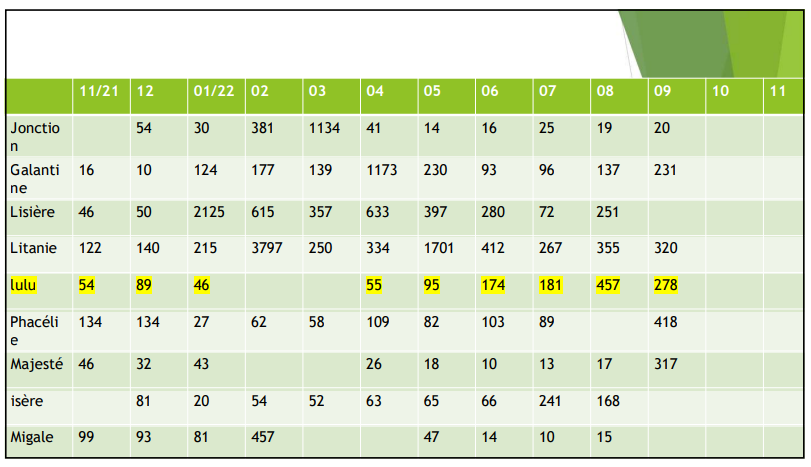 11/21 12 01/22 02 03 04 05 06 07 08 09 10 11
Jonctio 54 30 381 1134 41 14 16 25 19 20
n
Galanti 16 10 124 177 139 1173 230 93 96 137 231
ne
Lisière 46 50 2125 615 357 633 397 280 72 251
Litanie 122 140 215 3797 250 334 1701 412 267 355 320
lulu 54 89 46 55 95 174 181 457 278
Phacéli 134 134 27 62 58 109 82 103 89 418
e
Majesté 46 32 43 26 18 10 13 17 317
isère 81 20 54 52 63 65 66 241 168
Migale 99 93 81 457 47 14 10 15